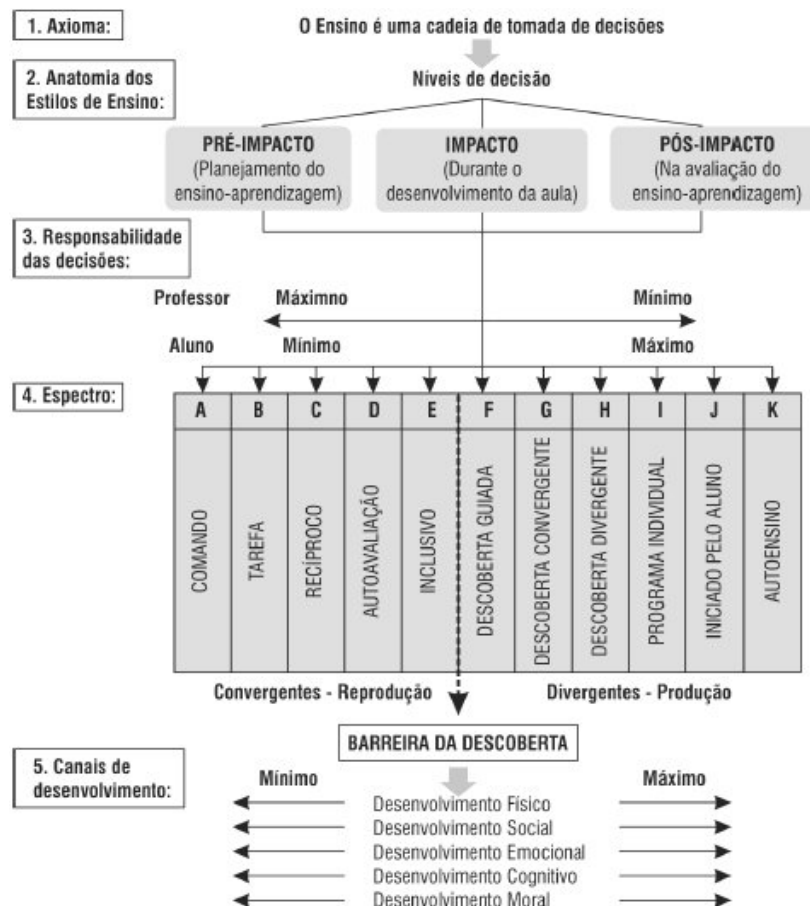 1. Axioma:
O Ensino é uma cadeia de tomada de decisões
2. Anatomia dos
Estilos de Ensino:
Níveis de decisão
PRÉ-IMPACTO
(Planejamento do
ensino-aprendizagem)
IMPACTO
(Durante o
desenvolvimento da aula)
PÓS-IMPACTO
(Na avaliação do
ensino-aprendizagem)
3. Responsabilidade
das decisões:
Professor Máximno Mínimo
Aluno Mínimo Máximo
4. Espectro:
A B C D E F G H I J K
COMANDO
TAREFA
RECÍPROCO
AUTOAVALIAÇÃO
INCLUSIVO
DESCOBERTA GUIADA
DESCOBERTA CONVERGENTE
DESCOBERTA DIVERGENTE
PROGRAMA INDIVIDUAL
INICIADO PELO ALUNO
AUTOENSINO
Convergentes - Reprodução Divergentes - Produção
BARREIRA DA DESCOBERTA
5. Canais de
desenvolvimento:
Mínimo Máximo
Desenvolvimento Físico
Desenvolvimento Social
Desenvolvimento Emocional
Desenvolvimento Cognitivo
Desenvolvimento Moral